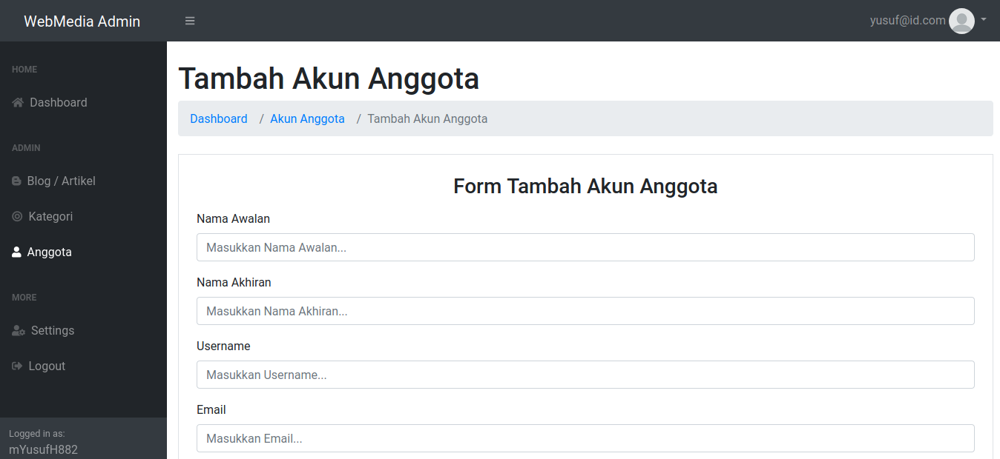 WebMedia Admin
yusuf@id.com
HOME
Dashboard
ADMIN
Blog / Artikel
Kategori
Anggota
MORE
Settings
Logout
Logged in as:
mYusufH882
Tambah Akun Anggota
Dashboard / Akun Anggota / Tambah Akun Anggota
Form Tambah Akun Anggota
Nama Awalan
Masukkan Nama Awalan...
Nama Akhiran
Masukkan Nama Akhiran...
Username
Masukkan Username...
Email
Masukkan Email...